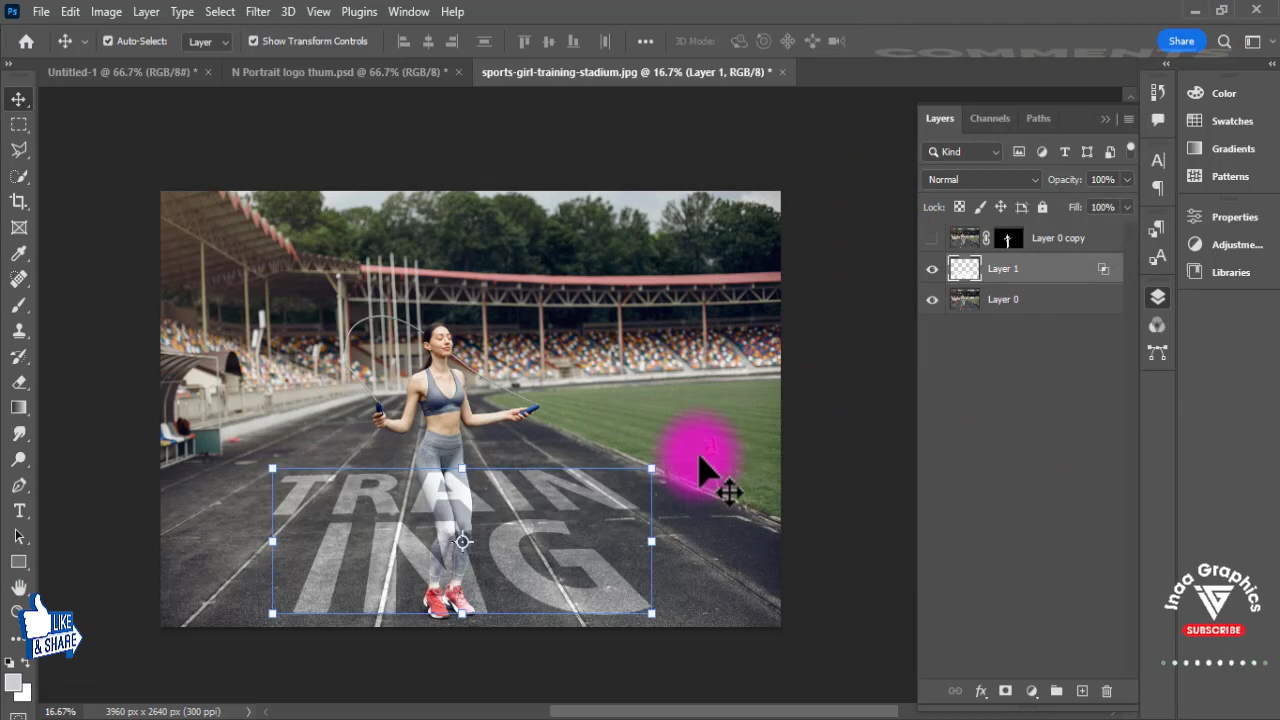 Ps File Edit Image Layer Type Select Filter 3D View Plugins Window Help
Auto-Select: Layer Show Transform Controls 3D Mode: Share
COMMENTS
Untitled-1 @ 66.7% (RGB/8#) * × N Portrait logo thum.psd @ 66.7% (RGB/8) * × sports-girl-training-stadium.jpg @ 16.7% (Layer 1, RGB/8) * ×
Layers Channels Paths
Kind
Normal Opacity: 100%
Lock: Fill: 100%
Layer 0 copy
Layer 1
Layer 0
fx
Color
Swatches
Gradients
Patterns
Properties
Adjustme...
Libraries
TRAIN
ING
LIKE
& SHARE
Jnaa Graphics
SUBSCRIBE
16.67% 3960 px x 2640 px (300 ppi)